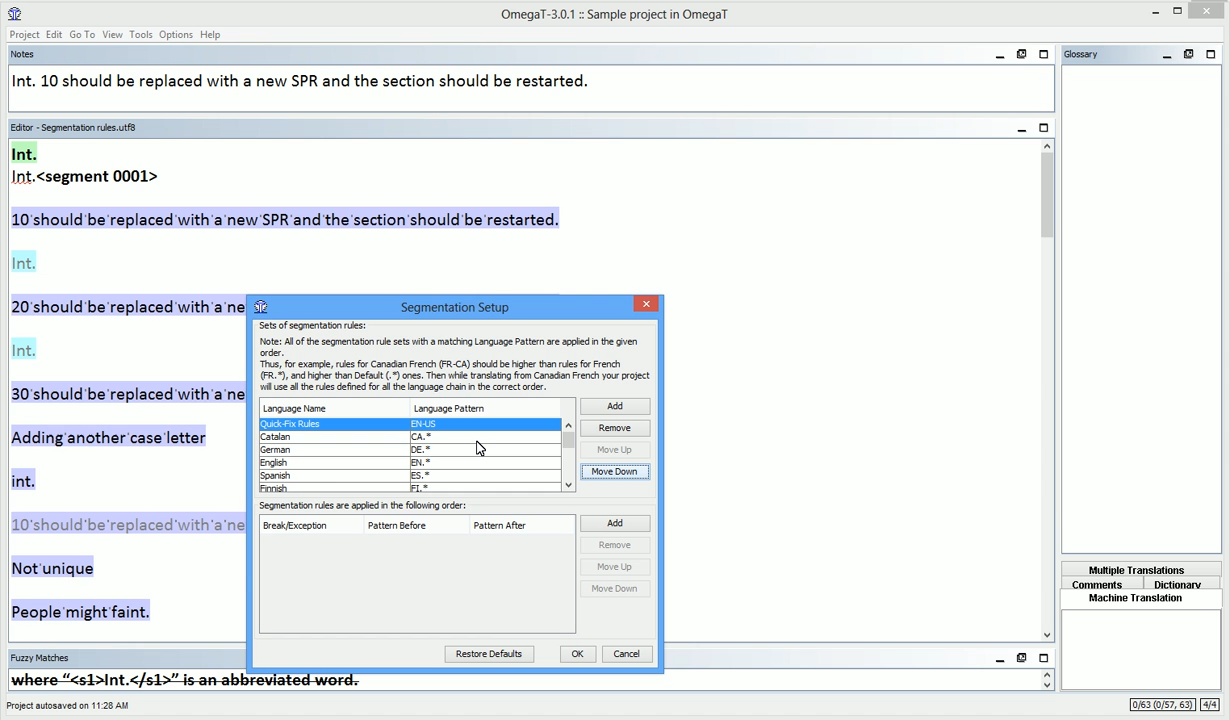 OmegaT-3.0.1 :: Sample project in OmegaT
Project Edit Go To View Tools Options Help
Notes
Int. 10 should be replaced with a new SPR and the section should be restarted.
Glossary
Editor - Segmentation rules.utf8
Int.
Int.<segment 0001>
10 should be replaced with a new SPR and the section should be restarted.
Int.
20 should be replaced with a ne
Int.
30 should be replaced with a ne
Adding another case letter
int.
10 should be replaced with a ne
Not unique
People might faint.
Segmentation Setup
Sets of segmentation rules:
Note: All of the segmentation rule sets with a matching Language Pattern are applied in the given
order.
Thus, for example, rules for Canadian French (FR-CA) should be higher than rules for French
(FR.*), and higher than Default (.*) ones. Then while translating from Canadian French your project
will use all the rules defined for all the language chain in the correct order.
Language Name Language Pattern
Quick-Fix Rules EN-US
Catalan CA.*
German DE.*
English EN.*
Spanish ES.*
Finnish FI.*
Add
Remove
Move Up
Move Down
Segmentation rules are applied in the following order:
Break/Exception Pattern Before Pattern After
Add
Remove
Move Up
Move Down
Restore Defaults OK Cancel
Multiple Translations
Comments Dictionary
Machine Translation
Fuzzy Matches
where “<s1>Int.</s1>” is an abbreviated word.
Project autosaved on 11:28 AM
0/63 (0/57, 63) 4/4